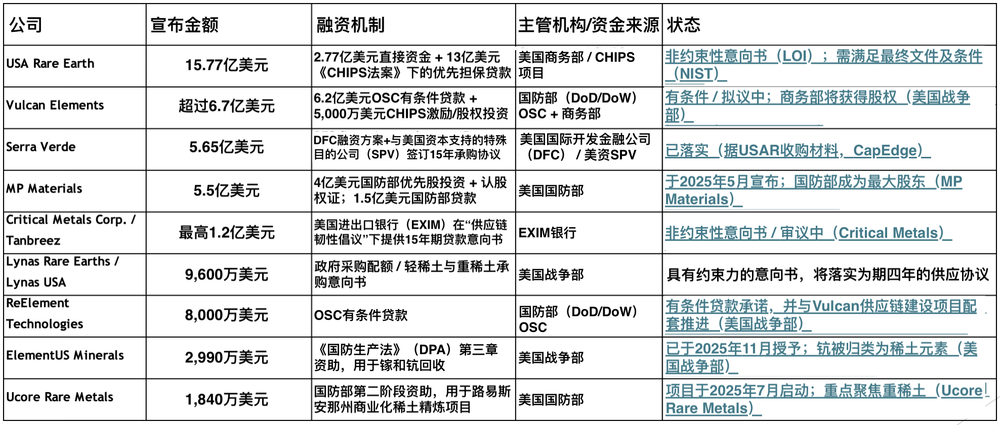 公司
宣布金额
融资机制
主管机构/资金来源
状态
USA Rare Earth
15.77亿美元
2.77亿美元直接资金 + 13亿美元
《CHIPS法案》下的优先担保贷款
美国商务部 / CHIPS
项目
非约束性意向书（LOI）；需满足最终文件及条件
（NIST）
Vulcan Elements
超过6.7亿美元
6.2亿美元OSC有条件贷款 +
5,000万美元CHIPS激励/股权投资
国防部（DoD/DoW）
OSC + 商务部
有条件 / 拟议中；商务部将获得股权（美国战争
部）
Serra Verde
5.65亿美元
DFC融资方案+与美国资本支持的特殊
目的公司（SPV）签订15年承购协议
美国国际开发金融公司
（DFC） / 美资SPV
已落实（据USAR收购材料，CapEdge）
MP Materials
5.5亿美元
4亿美元国防部优先股投资 + 认股
权证；1.5亿美元国防部贷款
美国国防部
于2025年5月宣布；国防部成为最大股东（MP
Materials）
Critical Metals Corp. /
Tanbreez
最高1.2亿美元
美国进出口银行（EXIM）在“供应链
韧性倡议”下提供15年期贷款意向书
EXIM银行
非约束性意向书 / 审议中（Critical Metals）
Lynas Rare Earths /
Lynas USA
9,600万美元
政府采购配额 / 轻稀土与重稀土承
购意向书
美国战争部
具有约束力的意向书，将落实为期四年的供应协议
ReElement
Technologies
8,000万美元
OSC有条件贷款
国防部（DoD/DoW）
OSC
有条件贷款承诺，并与Vulcan供应链建设项目配
套推进（美国战争部）
ElementUS Minerals
2,990万美元
《国防生产法》（DPA）第三章
资助，用于镓和钪回收
美国战争部
已于2025年11月授予；钪被归类为稀土元素（美
国战争部）
Ucore Rare Metals
1,840万美元
国防部第二阶段资助，用于路易斯
安那州商业化稀土精炼项目
美国国防部
项目于2025年7月启动；重点聚焦重稀土（Ucore
Rare Metals）